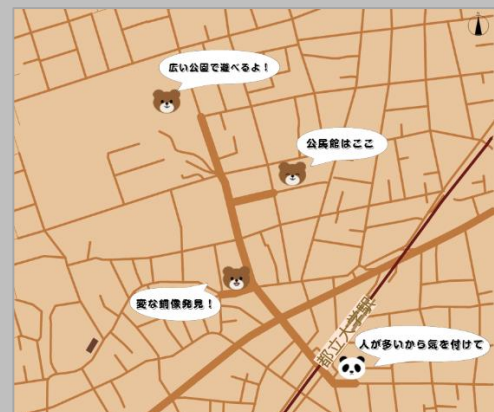 広い公園で遊べるよ！
公民館はここ
変な銅像発見！
都立大学駅
人が多いから気を付けて